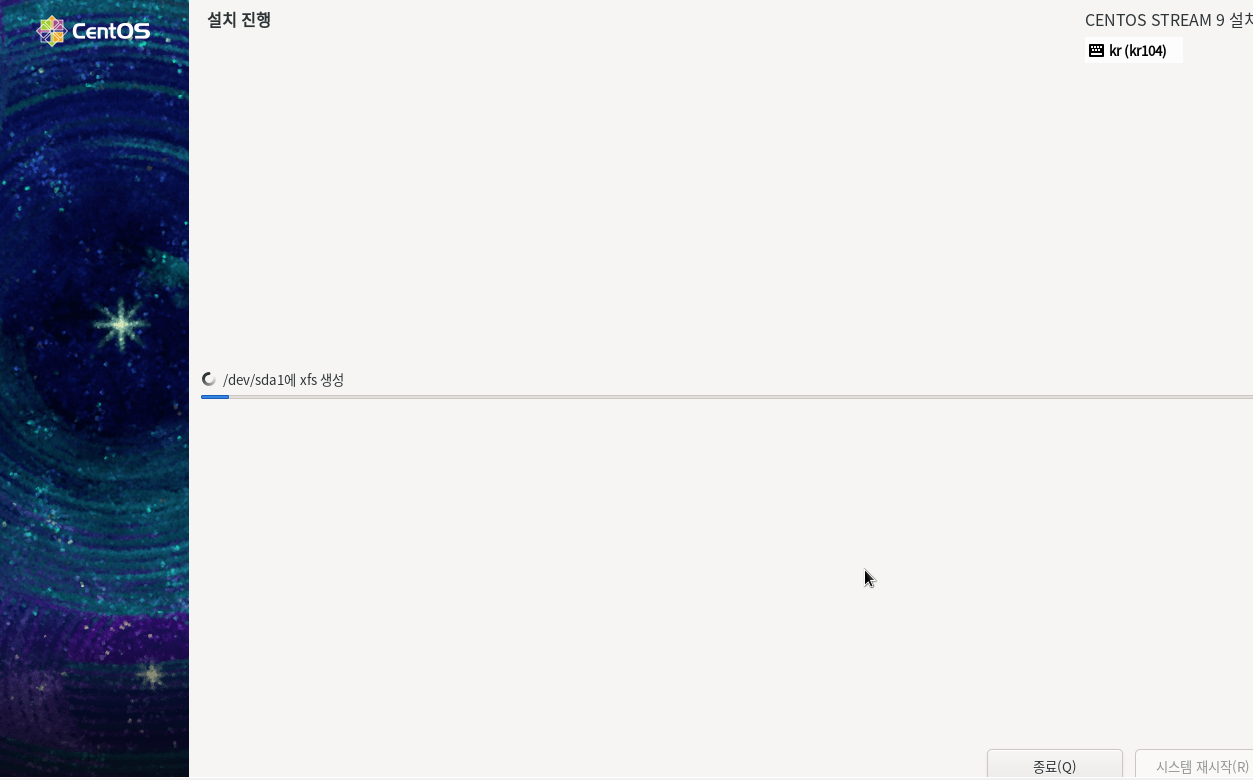 CentOS
설치 진행
CENTOS STREAM 9 설치
kr (kr104)
/dev/sda1에 xfs 생성
종료(Q)
시스템 재시작(R)